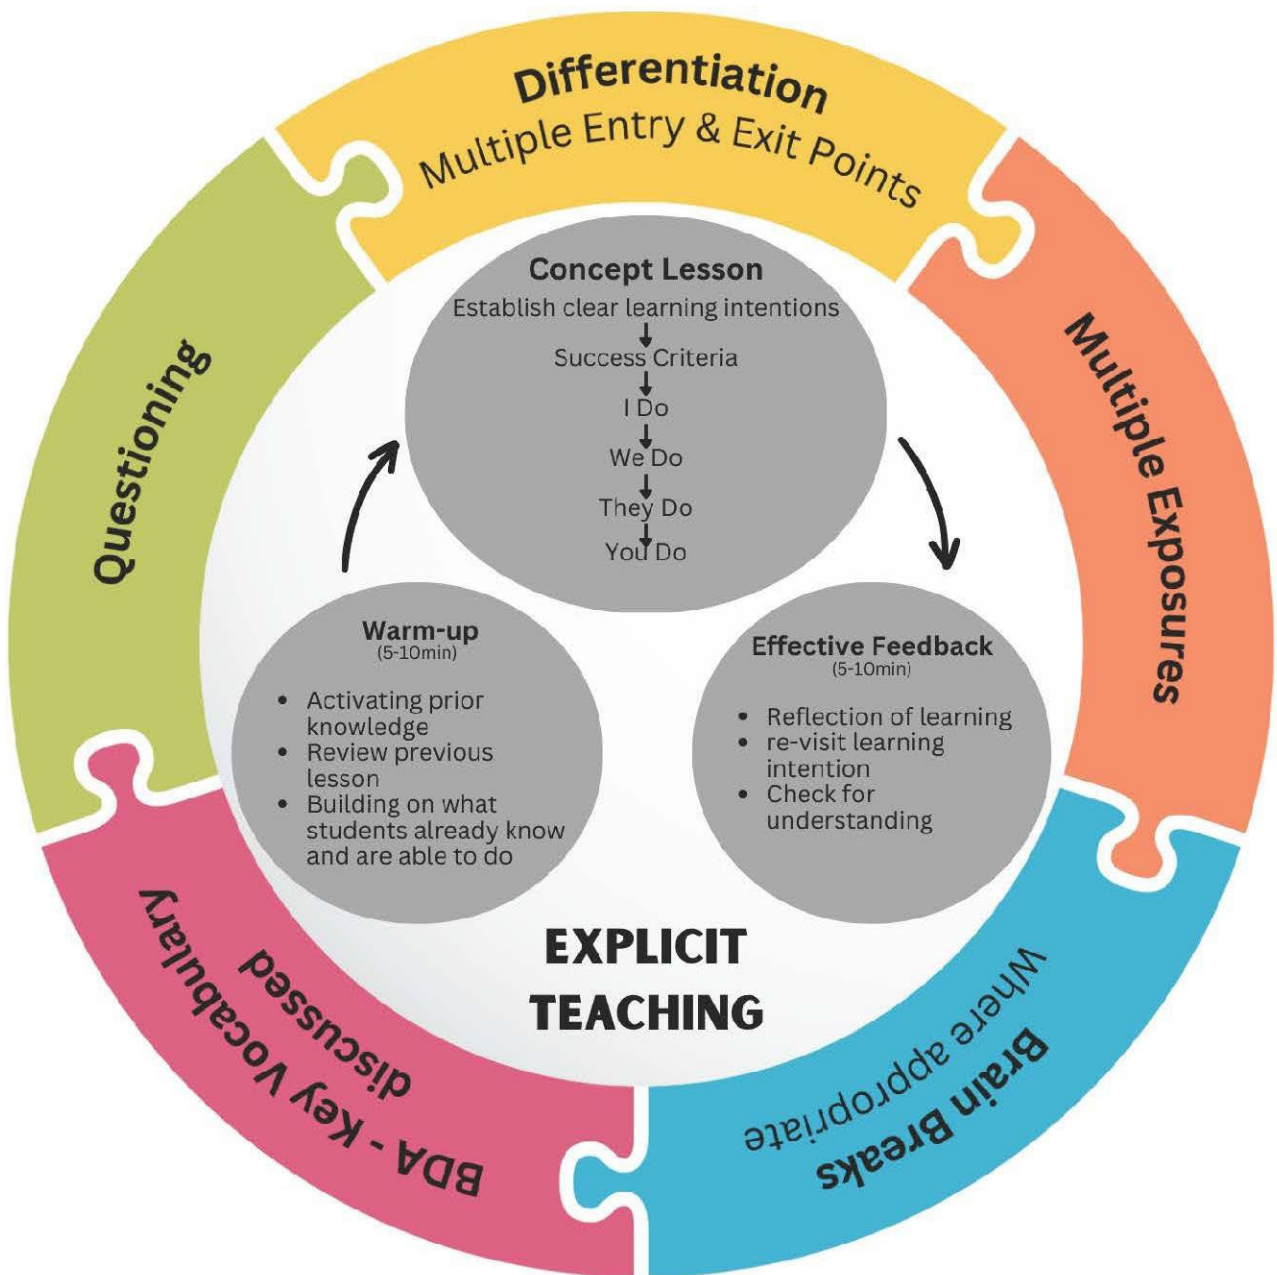 Differentiation
Multiple Entry & Exit Points
Multiple Exposures
Brain Breaks
Where appropriate
BDA - Key Vocabulary
discussed
Questioning
Concept Lesson
Establish clear learning intentions
Success Criteria
I Do
We Do
They Do
You Do
Warm-up
(5-10min)
• Activating prior
knowledge
• Review previous
lesson
• Building on what
students already know
and are able to do
Effective Feedback
(5-10min)
• Reflection of learning
• re-visit learning
intention
• Check for
understanding
EXPLICIT
TEACHING